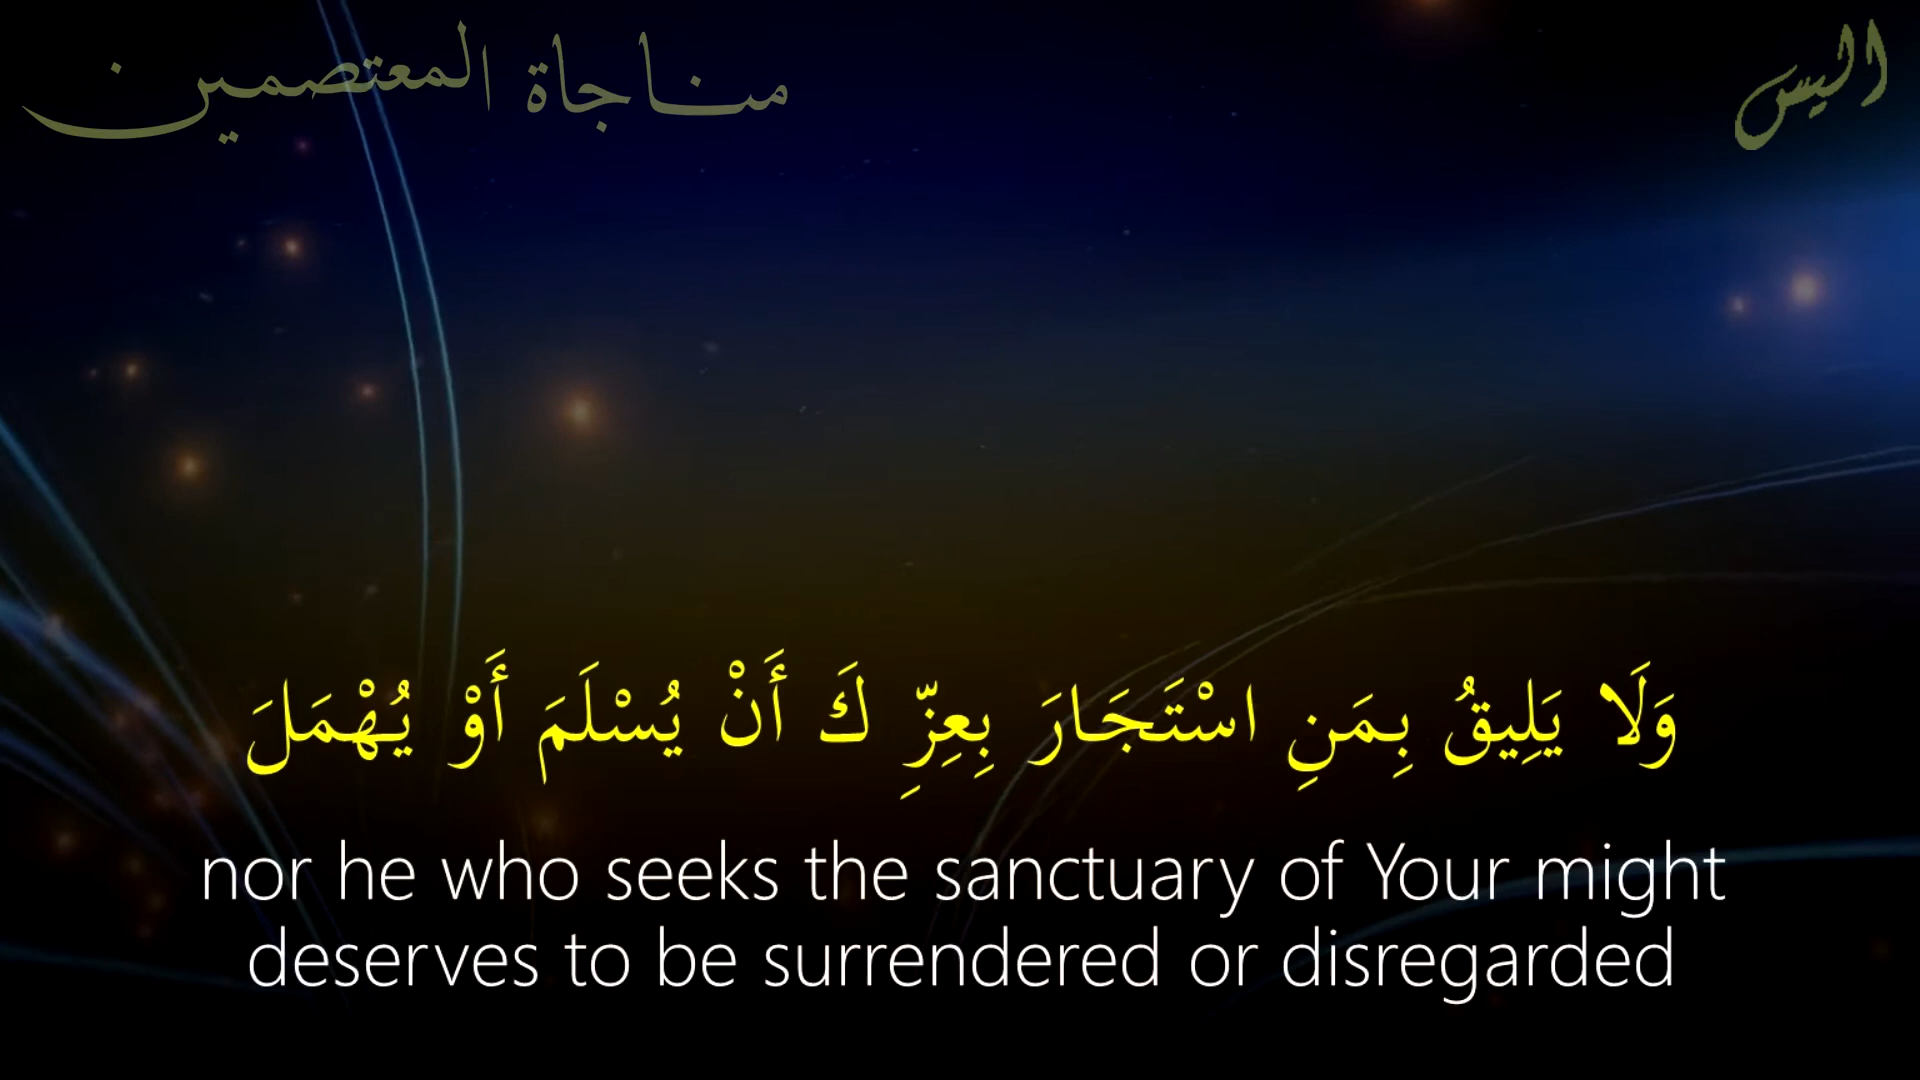 مناجاة المعتصمين
اليس
وَلَا يَلِيقُ بِمَنِ اسْتَجَارَ بِعِزِّ كَ أَنْ يُسْلَمَ أَوْ يُهْمَلَ
nor he who seeks the sanctuary of Your might
deserves to be surrendered or disregarded